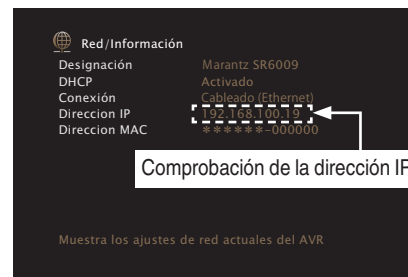 Red/Información
Designación Marantz SR6009
DHCP Activado
Conexión Cableado (Ethernet)
Direccion IP 192.168.100.19
Direccion MAC ******-000000
Comprobación de la dirección IP
Muestra los ajustes de red actuales del AVR